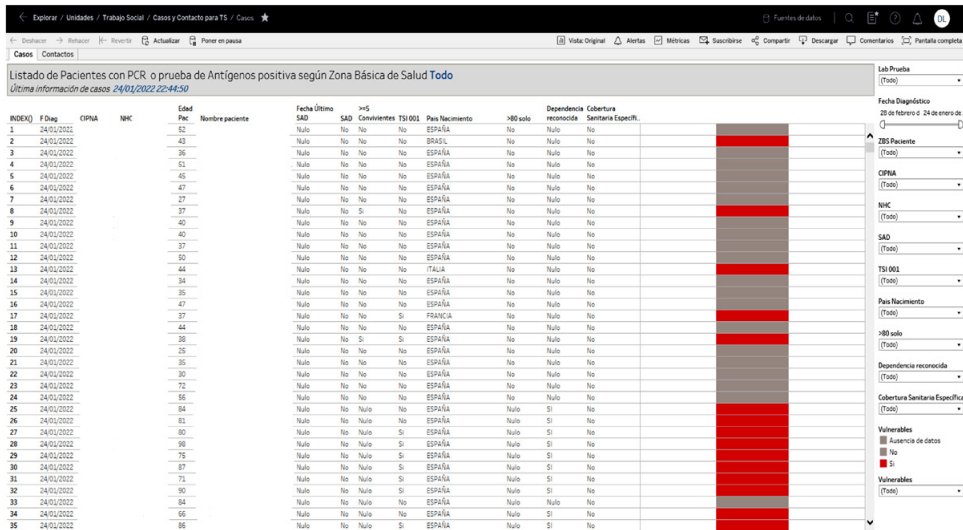 Explorar / Unidades / Trabajo Social / Casos y Contacto para TS / Casos ★ Fuentes de datos DL
← Deshacer → Rehacer Revertir Actualizar Poner en pausa Vista: Original Alertas Métricas Suscribirse Compartir Descargar Comentarios Pantalla completa
Casos Contactos
Listado de Pacientes con PCR o prueba de Antígenos positiva según Zona Básica de Salud Todo
Última información de casos 24/01/2022 22:44:50
INDEX() F Diag CIPNA NHC Edad Pac Nombre paciente Fecha Último SAD SAD >=5 Convivientes TSI 001 Pais Nacimiento >80 solo Dependencia reconocida Cobertura Sanitaria Específi..
1 24/01/2022 52 Nulo No No No ESPAÑA No Nulo No
2 24/01/2022 43 Nulo No No No BRASIL No Nulo No
3 24/01/2022 36 Nulo No No No ESPAÑA No Nulo No
4 24/01/2022 51 Nulo No No No ESPAÑA No Nulo No
5 24/01/2022 45 Nulo No No No ESPAÑA No Nulo No
6 24/01/2022 47 Nulo No No No ESPAÑA No Nulo No
7 24/01/2022 27 Nulo No No No ESPAÑA No Nulo No
8 24/01/2022 37 Nulo No Si No ESPAÑA No Nulo No
9 24/01/2022 40 Nulo No No No ESPAÑA No Nulo No
10 24/01/2022 40 Nulo No No No ESPAÑA No Nulo No
11 24/01/2022 37 Nulo No No No ESPAÑA No Nulo No
12 24/01/2022 50 Nulo No No No ESPAÑA No Nulo No
13 24/01/2022 44 Nulo No No No ITALIA No Nulo No
14 24/01/2022 34 Nulo No No No ESPAÑA No Nulo No
15 24/01/2022 35 Nulo No No No ESPAÑA No Nulo No
16 24/01/2022 47 Nulo No No No ESPAÑA No Nulo No
17 24/01/2022 37 Nulo No No Si FRANCIA No Nulo No
18 24/01/2022 44 Nulo No No No ESPAÑA No Nulo No
19 24/01/2022 38 Nulo No Si Si ESPAÑA No Nulo No
20 24/01/2022 25 Nulo No No No ESPAÑA No Nulo No
21 24/01/2022 35 Nulo No No No ESPAÑA No Nulo No
22 24/01/2022 30 Nulo No No No ESPAÑA No Nulo No
23 24/01/2022 72 Nulo No No No ESPAÑA No Nulo No
24 24/01/2022 56 Nulo No No No ESPAÑA No Nulo No
25 24/01/2022 84 Nulo No Nulo No ESPAÑA Nulo SI No
26 24/01/2022 81 Nulo No Nulo No ESPAÑA Nulo SI No
27 24/01/2022 80 Nulo No Nulo Si ESPAÑA Nulo SI No
28 24/01/2022 98 Nulo No Nulo Si ESPAÑA Nulo SI No
29 24/01/2022 75 Nulo No Nulo Si ESPAÑA Nulo SI No
30 24/01/2022 87 Nulo No Nulo Si ESPAÑA Nulo SI No
31 24/01/2022 71 Nulo No Nulo Si ESPAÑA Nulo SI No
32 24/01/2022 90 Nulo No Nulo Si ESPAÑA Nulo SI No
33 24/01/2022 84 Nulo No Nulo No ESPAÑA Nulo Nulo No
34 24/01/2022 66 Nulo No Nulo No ESPAÑA Nulo SI No
35 24/01/2022 86 Nulo No Nulo Si ESPAÑA Nulo SI No
Lab Prueba
(Todo)
Fecha Diagnóstico
28 de febrero d 24 de enero de
ZBS Paciente
(Todo)
CIPNA
(Todo)
NHC
(Todo)
SAD
(Todo)
TSI 001
(Todo)
Pais Nacimiento
(Todo)
>80 solo
(Todo)
Dependencia reconocida
(Todo)
Cobertura Sanitaria Específica
(Todo)
Vulnerables
Ausencia de datos
No
Si
Vulnerables
(Todo)